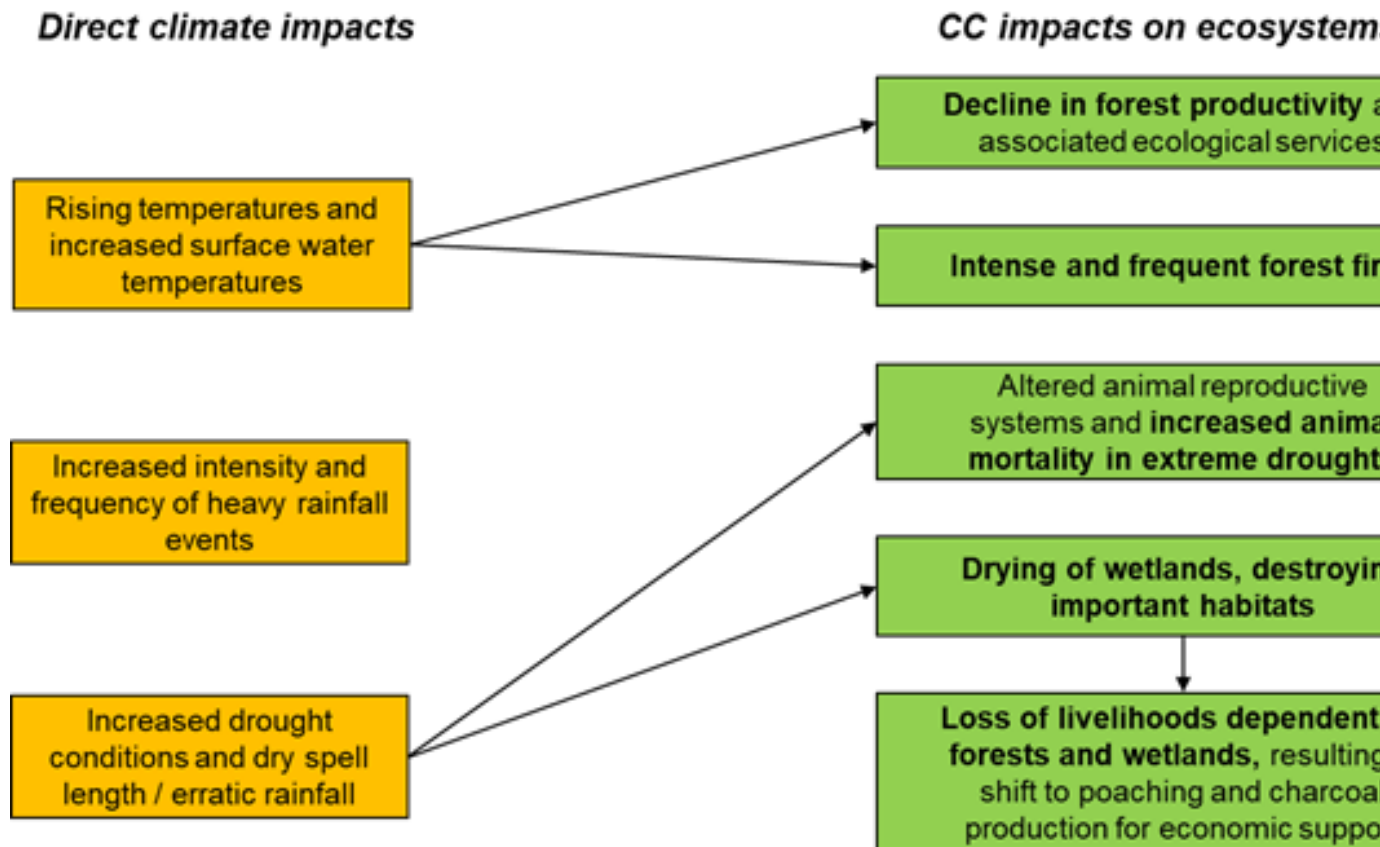 Direct climate impacts
CC impacts on ecosystems
Decline in forest productivity
associated ecological services
Rising temperatures and
increased surface water
temperatures
Intense and frequent forest
Altered animal reproductive
systems and increased
mortality in extreme
Increased intensity and
frequency of heavy rainfall
events
Drying of wetlands,
important habitats
Increased drought
conditions and dry spell
length / erratic rainfall
Loss of livelihoods dependent
forests and wetlands, resulting
shift to poaching and charcoal
production for economic